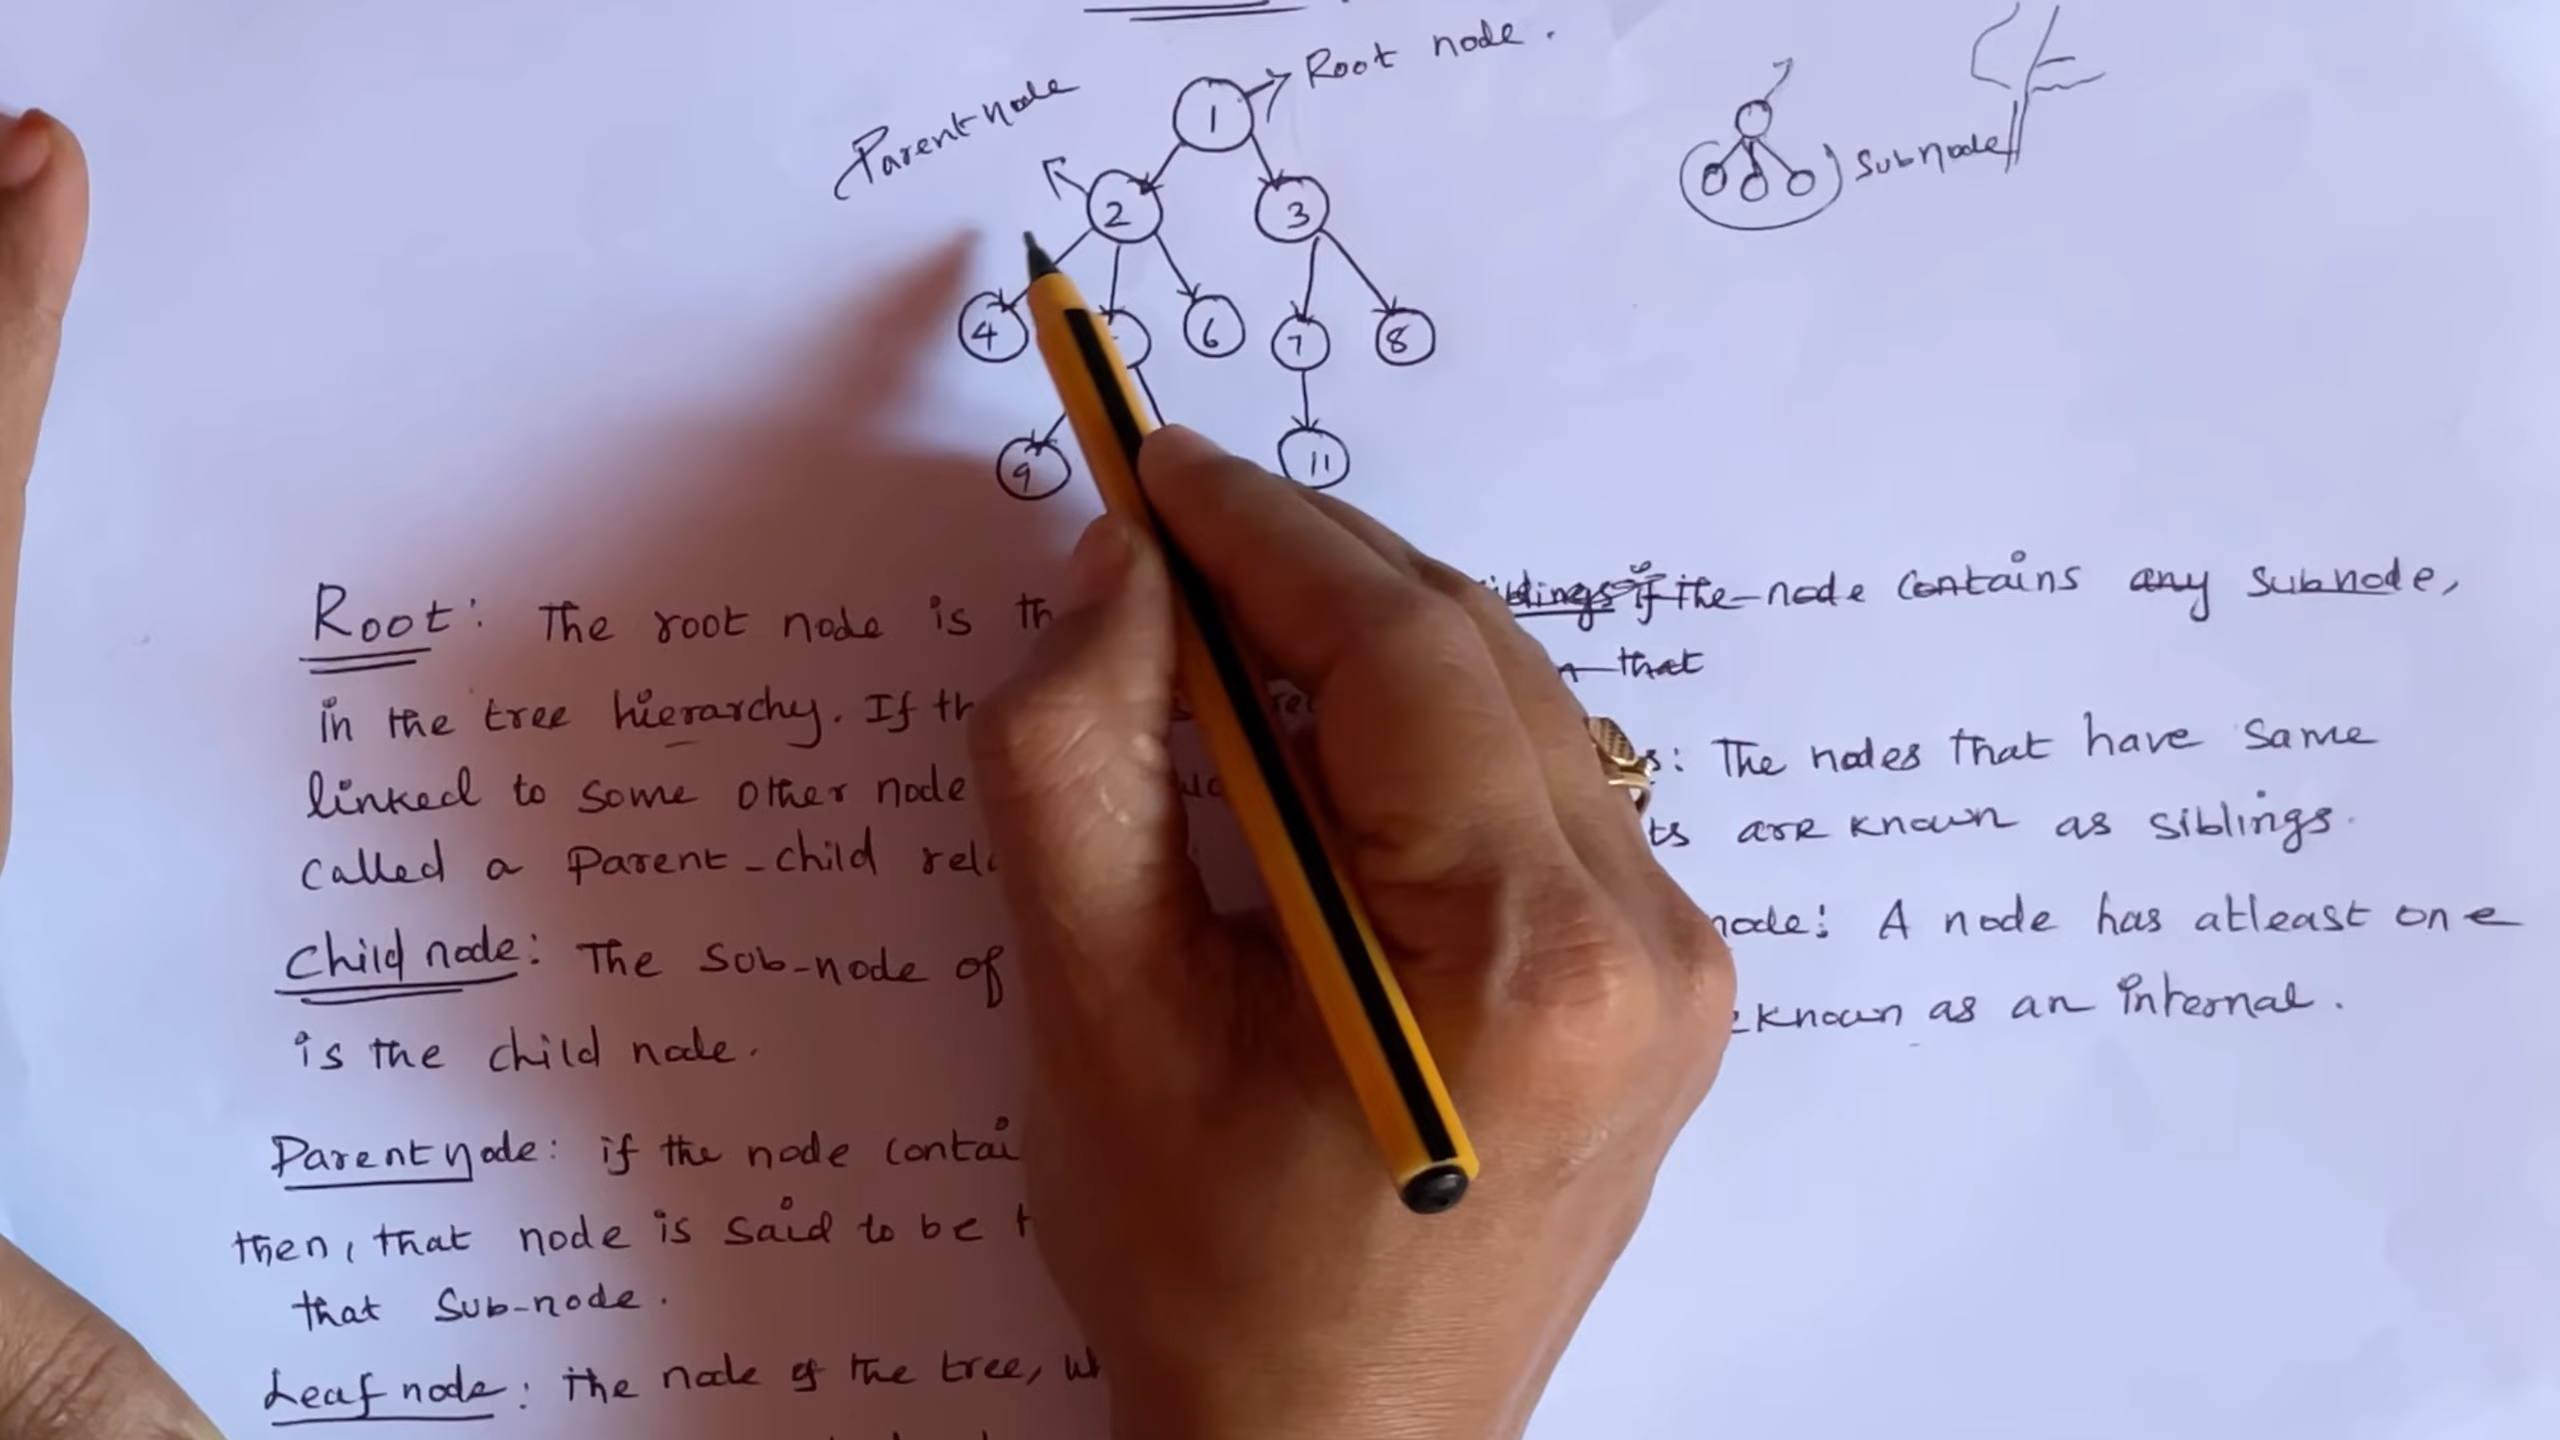 Root node.
Parent node
1
Subnode
2
3
4
6
7
8
9
11
Root: The root node is
in the tree hierarchy. If
linked to some other node
called a Parent-child
Child node: The Sub-node of
is the child node.
Parent node: if the node
then, that node is said to be
that Sub-node.
Leaf node: The node of the tree,
if the node contains any subnode,
that
: The nodes that have same
are known as siblings.
node: A node has atleast one
known as an internal.